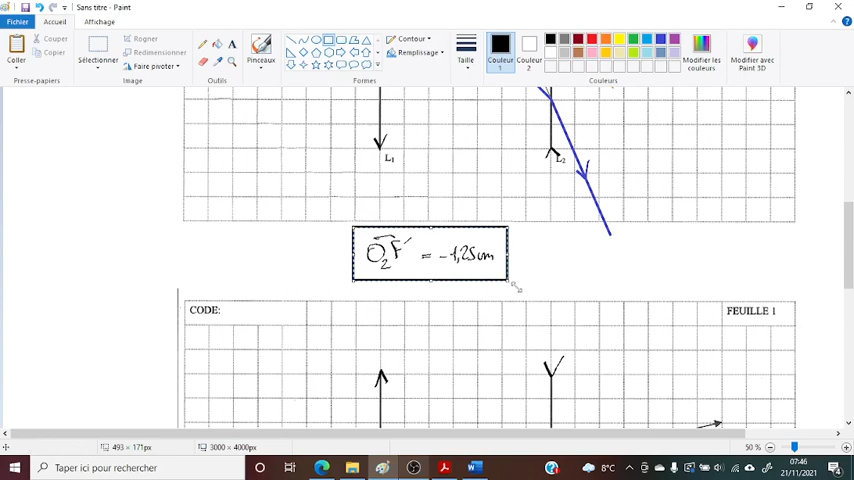 Sans titre - Paint
Fichier
Accueil
Affichage
Coller
Couper
Copier
Presse-papiers
Sélectionner
Rogner
Redimensionner
Faire pivoter
Image
A
Outils
Pinceaux
Contour
Remplissage
Formes
Taille
Couleur
1
Couleur
2
Modifier les
couleurs
Modifier avec
Paint 3D
Couleurs
L₁
L₂
O₂F' = -1,25cm
CODE:
FEUILLE 1
493 × 171px
3000 × 4000px
50 %
Taper ici pour rechercher
8°C
07:46
21/11/2021
4